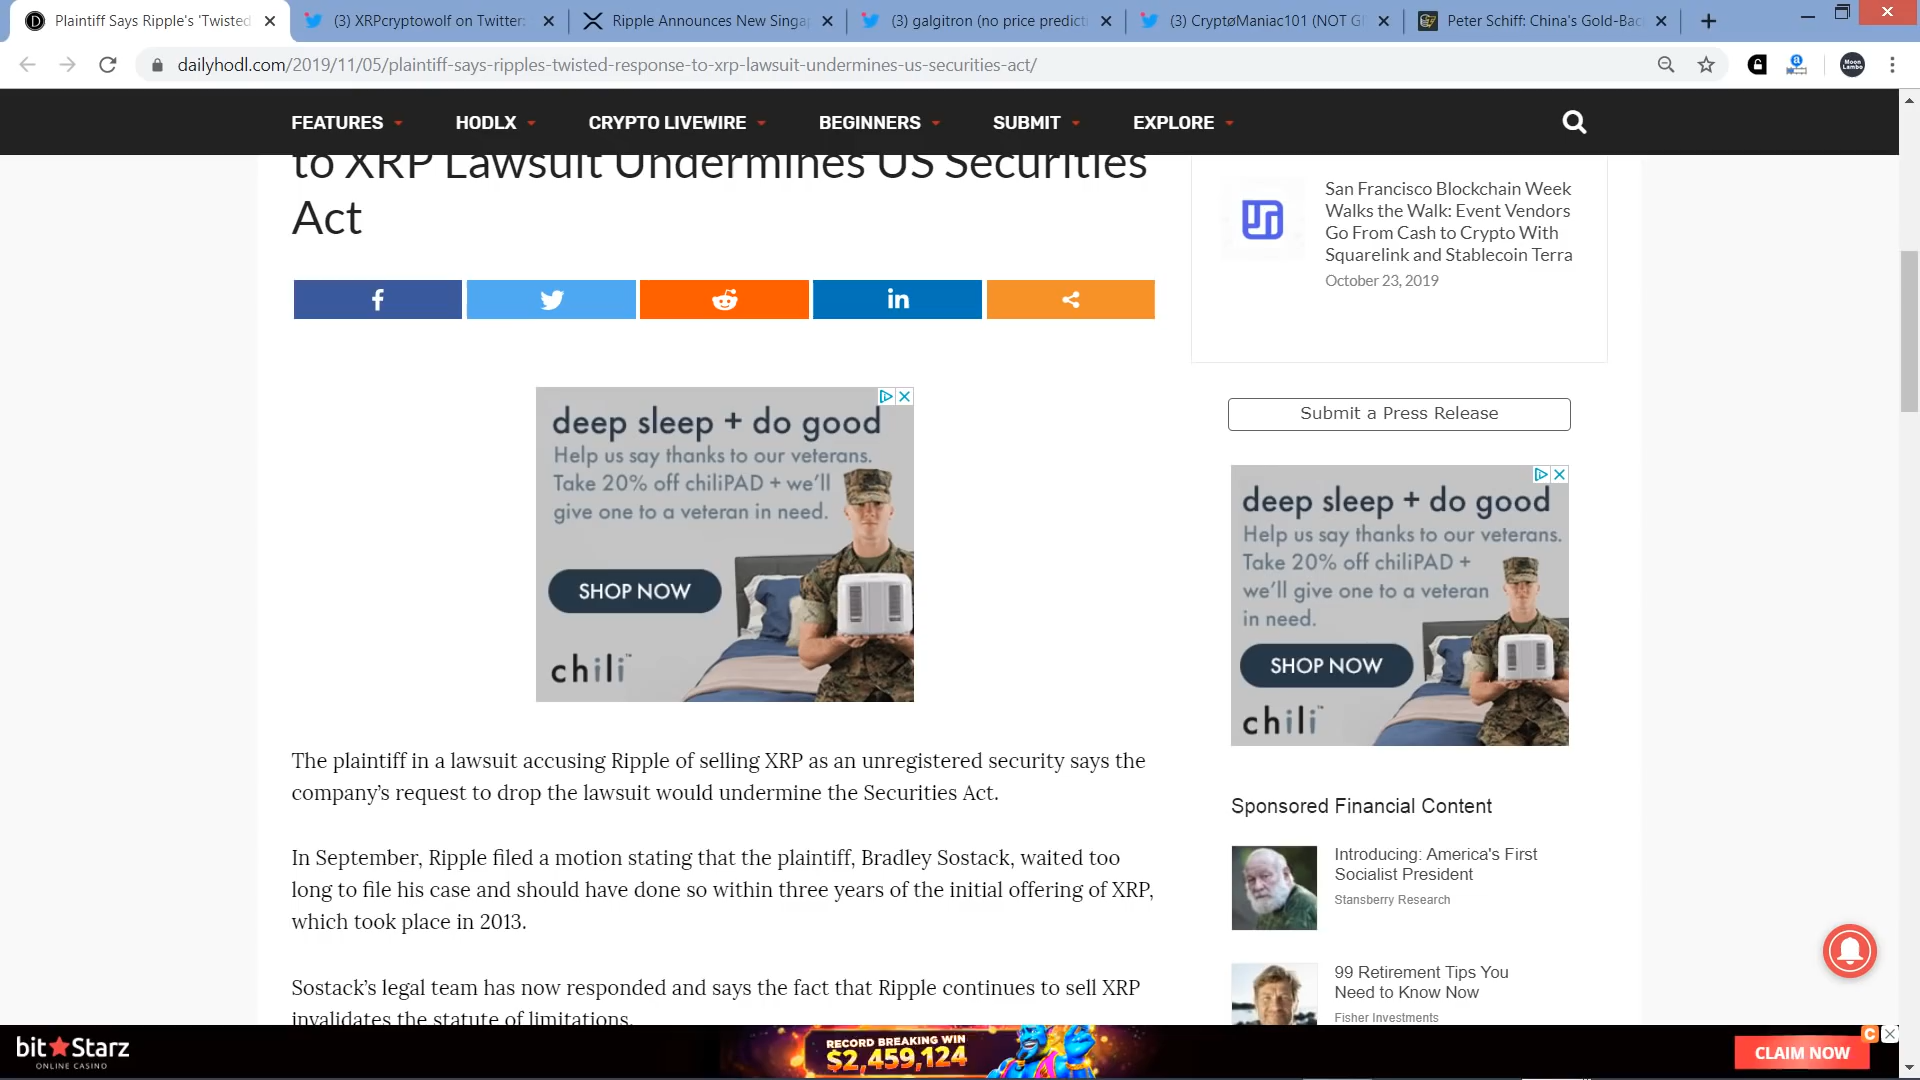 Plaintiff Says Ripple's 'Twisted
(3) XRPcryptowolf on Twitter:
Ripple Announces New Singa
(3) galgitron (no price predicti
(3) CryptøManiac101 (NOT GI
Peter Schiff: China's Gold-Bac
dailyhodl.com/2019/11/05/plaintiff-says-ripples-twisted-response-to-xrp-lawsuit-undermines-us-securities-act/
Moon Lambo
FEATURES
HODLX
CRYPTO LIVEWIRE
BEGINNERS
SUBMIT
EXPLORE
to XRP Lawsuit Undermines US Securities
Act
deep sleep + do good
Help us say thanks to our veterans.
Take 20% off chiliPAD + we'll
give one to a veteran in need.
SHOP NOW
chili™
The plaintiff in a lawsuit accusing Ripple of selling XRP as an unregistered security says the
company's request to drop the lawsuit would undermine the Securities Act.
In September, Ripple filed a motion stating that the plaintiff, Bradley Sostack, waited too
long to file his case and should have done so within three years of the initial offering of XRP,
which took place in 2013.
Sostack's legal team has now responded and says the fact that Ripple continues to sell XRP
invalidates the statute of limitations.
San Francisco Blockchain Week
Walks the Walk: Event Vendors
Go From Cash to Crypto With
Squarelink and Stablecoin Terra
October 23, 2019
Submit a Press Release
deep sleep + do good
Help us say thanks to our veterans.
Take 20% off chiliPAD +
we'll give one to a veteran
in need.
SHOP NOW
chili™
Sponsored Financial Content
Introducing: America's First
Socialist President
Stansberry Research
99 Retirement Tips You
Need to Know Now
Fisher Investments
bit★Starz
ONLINE CASINO
RECORD BREAKING WIN
$2,459,124
CLAIM NOW